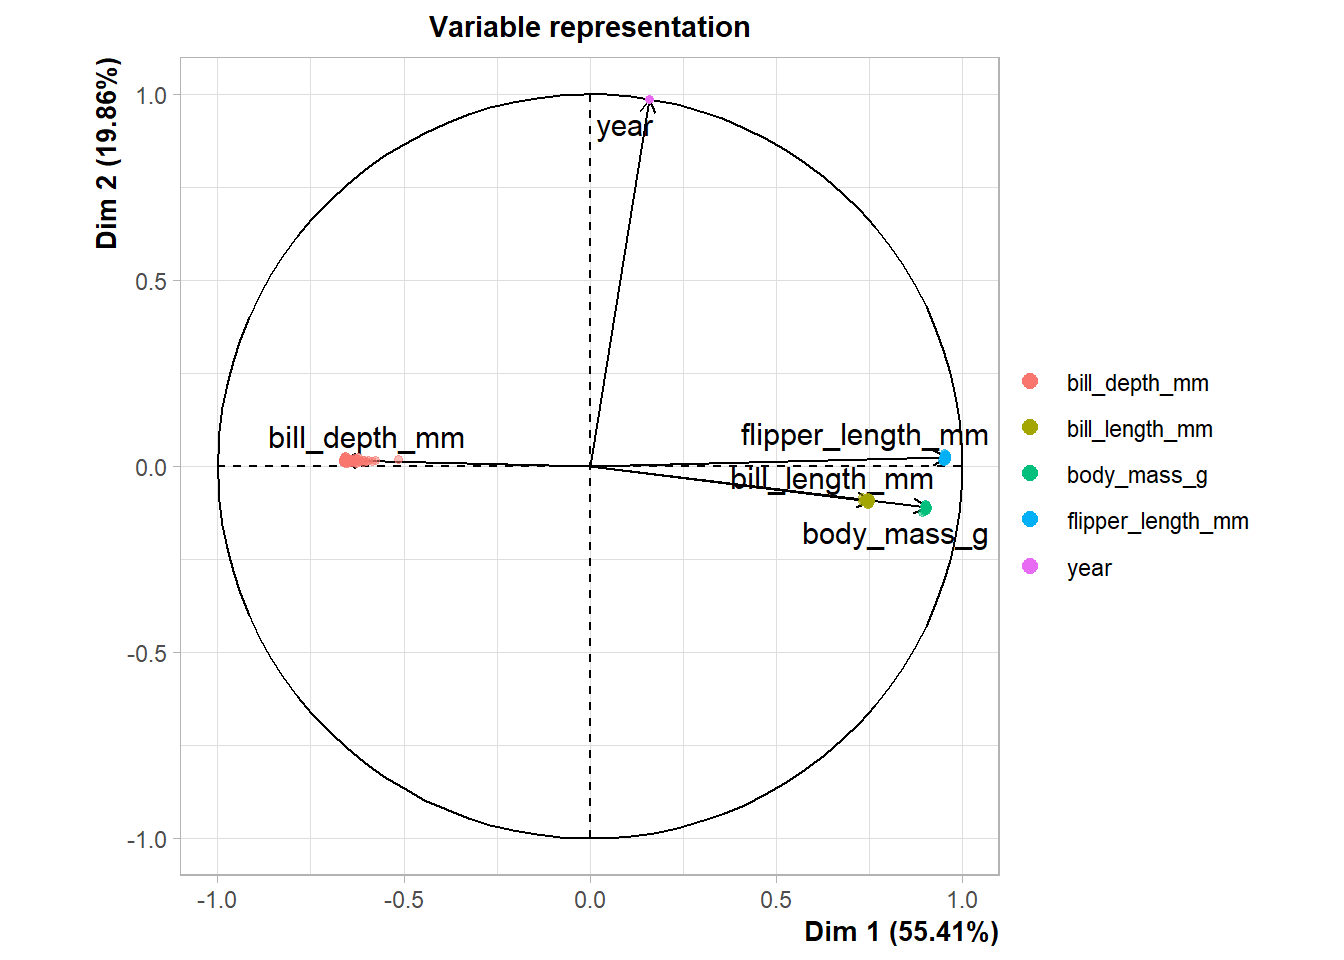 Variable representation
Dim 2 (19.86%)
1.0
0.5
0.0
-0.5
-1.0
year
bill_depth_mm
flipper_length_mm
bill_length_mm
body_mass_g
-1.0
-0.5
0.0
0.5
1.0
Dim 1 (55.41%)
bill_depth_mm
bill_length_mm
body_mass_g
flipper_length_mm
year